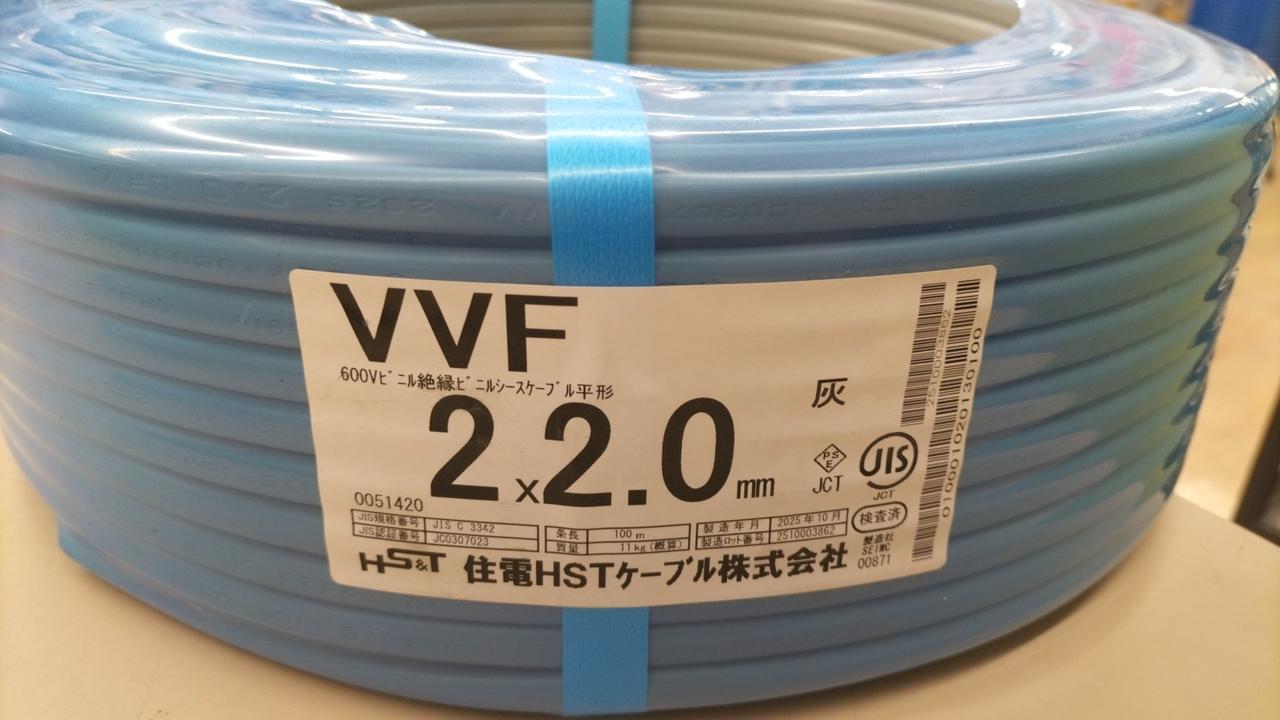 VVF
600Vビニル絶縁ビニルシースケーブル平形
2x2.0mm
灰
0051420
PSE
JCT
JIS
JCT
JIS規格番号 JIS C 3342
JIS認証番号 JC0307023
条長 100m
質量 11kg(概算)
製造年月 2025年10月
製造ロット番号 2510003862
検査済
製造社
SEINC
00871
HS&T 住電HSTケーブル株式会社
2510003862
010001020130100